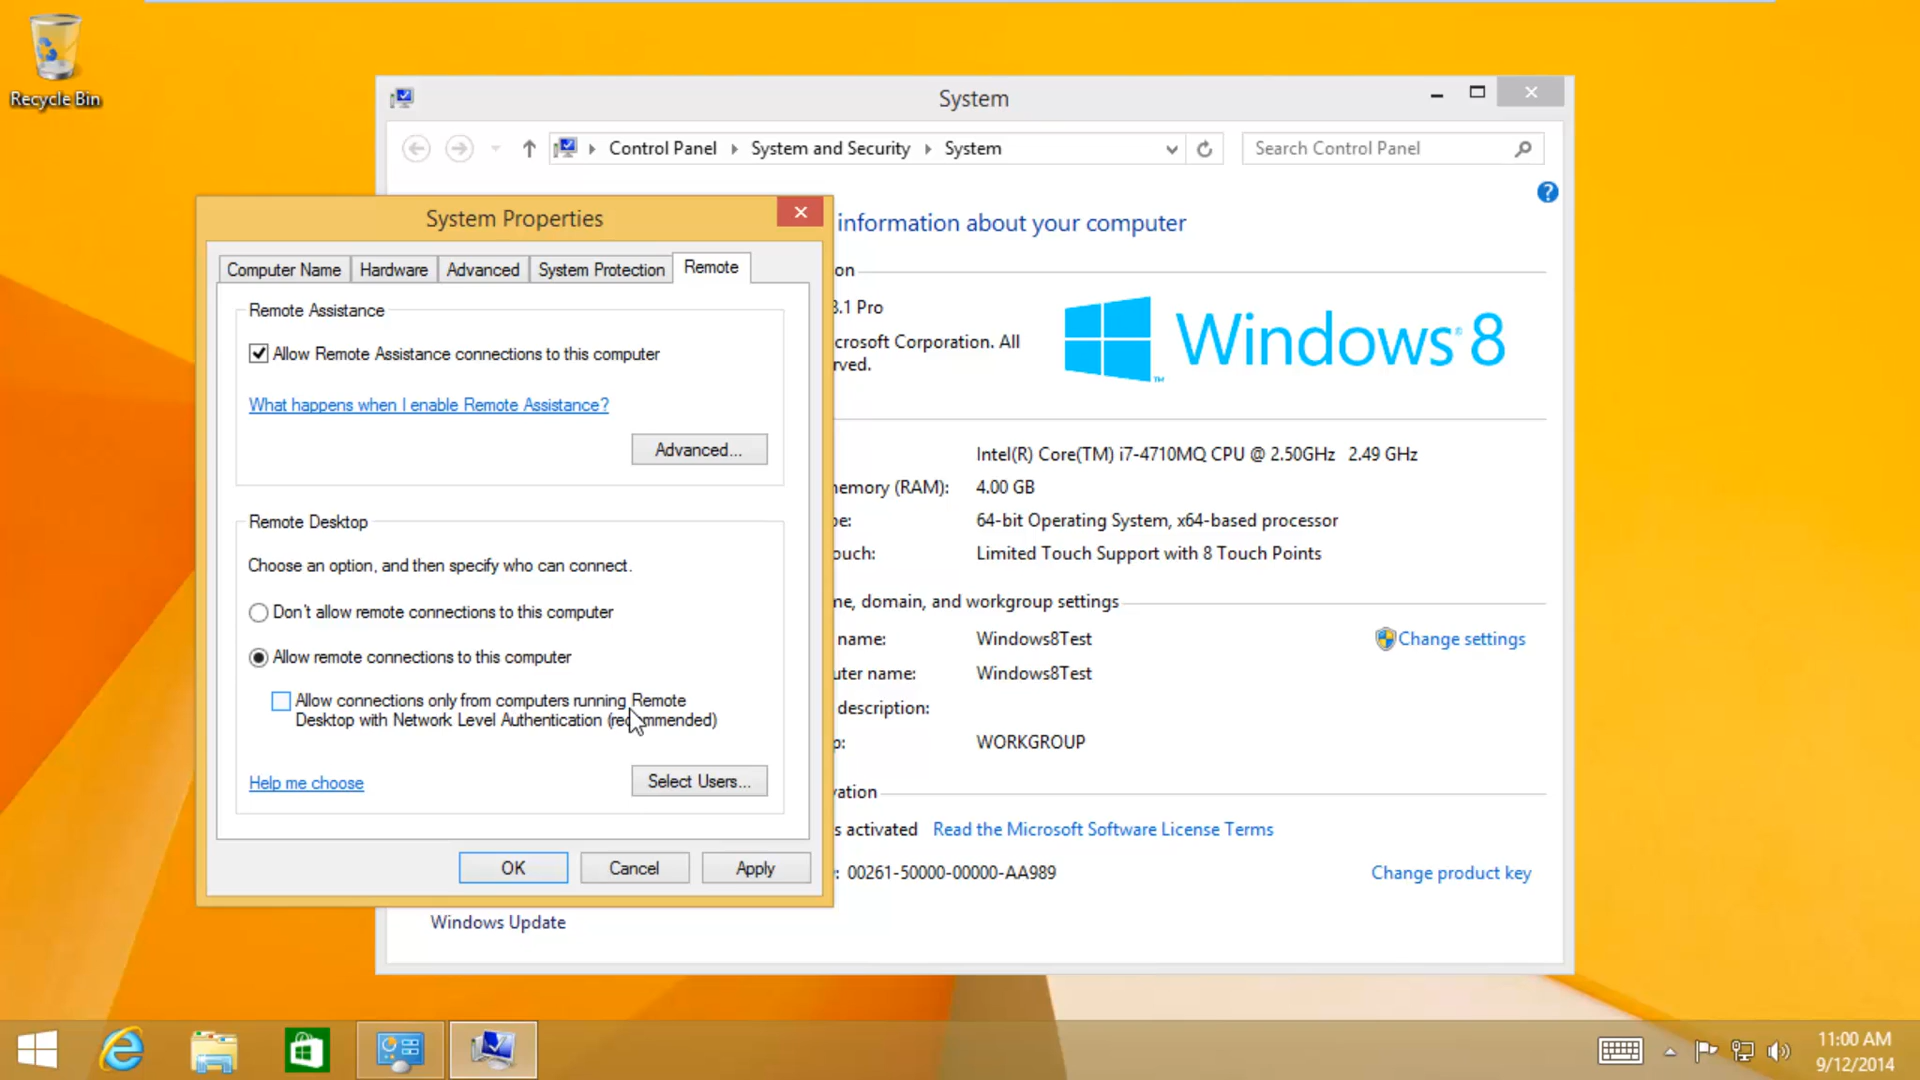 Recycle Bin
System
Control Panel
System and Security
System
Search Control Panel
?
System Properties
Computer Name
Hardware
Advanced
System Protection
Remote
Remote Assistance
Allow Remote Assistance connections to this computer
What happens when I enable Remote Assistance?
Advanced...
Remote Desktop
Choose an option, and then specify who can connect.
Don't allow remote connections to this computer
Allow remote connections to this computer
Allow connections only from computers running Remote
Desktop with Network Level Authentication (recommended)
Help me choose
Select Users...
OK
Cancel
Apply
information about your computer
on
8.1 Pro
crosoft Corporation. All
rved.
Windows® 8
™
Intel(R) Core(TM) i7-4710MQ CPU @ 2.50GHz 2.49 GHz
emory (RAM): 4.00 GB
pe: 64-bit Operating System, x64-based processor
ouch: Limited Touch Support with 8 Touch Points
me, domain, and workgroup settings
name: Windows8Test
Change settings
uter name: Windows8Test
description:
p: WORKGROUP
vation
s activated Read the Microsoft Software License Terms
: 00261-50000-00000-AA989
Change product key
Windows Update
11:00 AM
9/12/2014